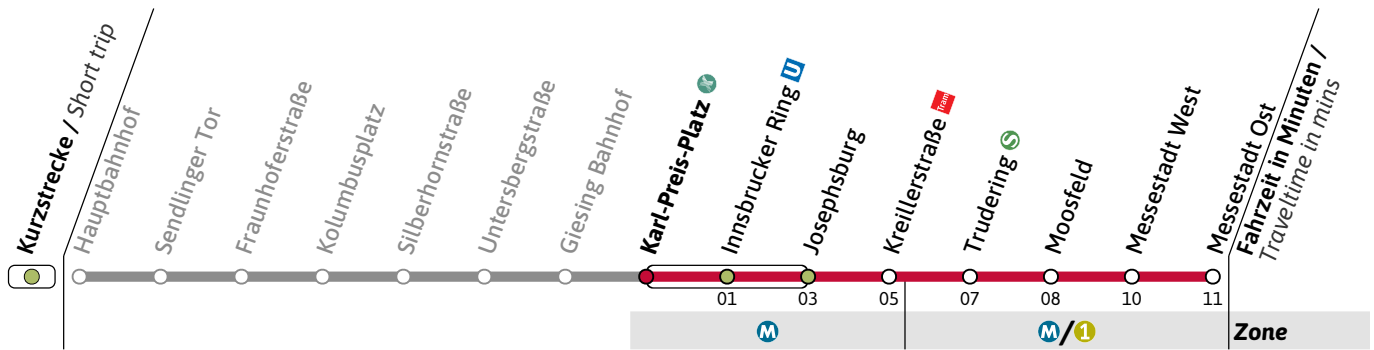 Kurzstrecke / Short trip
Hauptbahnhof
Sendlinger Tor
Fraunhoferstraße
Kolumbusplatz
Silberhornstraße
Untersbergstraße
Giesing Bahnhof
Karl-Preis-Platz X
Innsbrucker Ring U
Josephsburg
Kreillerstraße Tram
Trudering S
Moosfeld
Messestadt West
Messestadt Ost
Fahrzeit in Minuten /
Traveltime in mins
01 03 05 07 08 10 11
M M/1 Zone